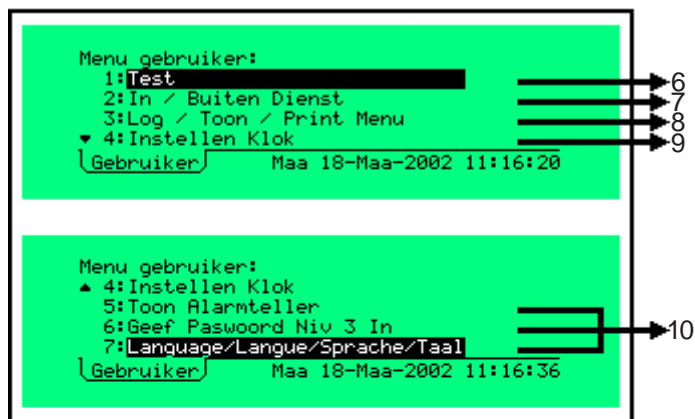 Menu gebruiker:
1:Test
2:In / Buiten Dienst
3:Log / Toon / Print Menu
▼ 4:Instellen Klok
Gebruiker Maa 18-Maa-2002 11:16:20
6
7
8
9
Menu gebruiker:
▲ 4:Instellen Klok
5:Toon Alarmteller
6:Geef Paswoord Niv 3 In
7:Language/Langue/Sprache/Taal
Gebruiker Maa 18-Maa-2002 11:16:36
10